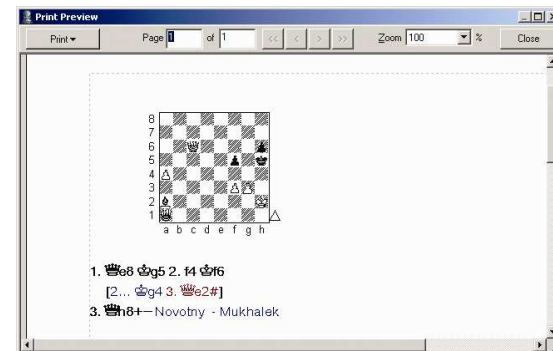 Print Preview
Print Page 1 of 1 << < > >> Zoom 100 % Close
8
7
6
5
4
3
2
1
a b c d e f g h
1. ♕e8 ♔g5 2. f4 ♔f6
[2... ♔g4 3. ♕e2#]
3. ♕h8+− Novotny - Mukhalek